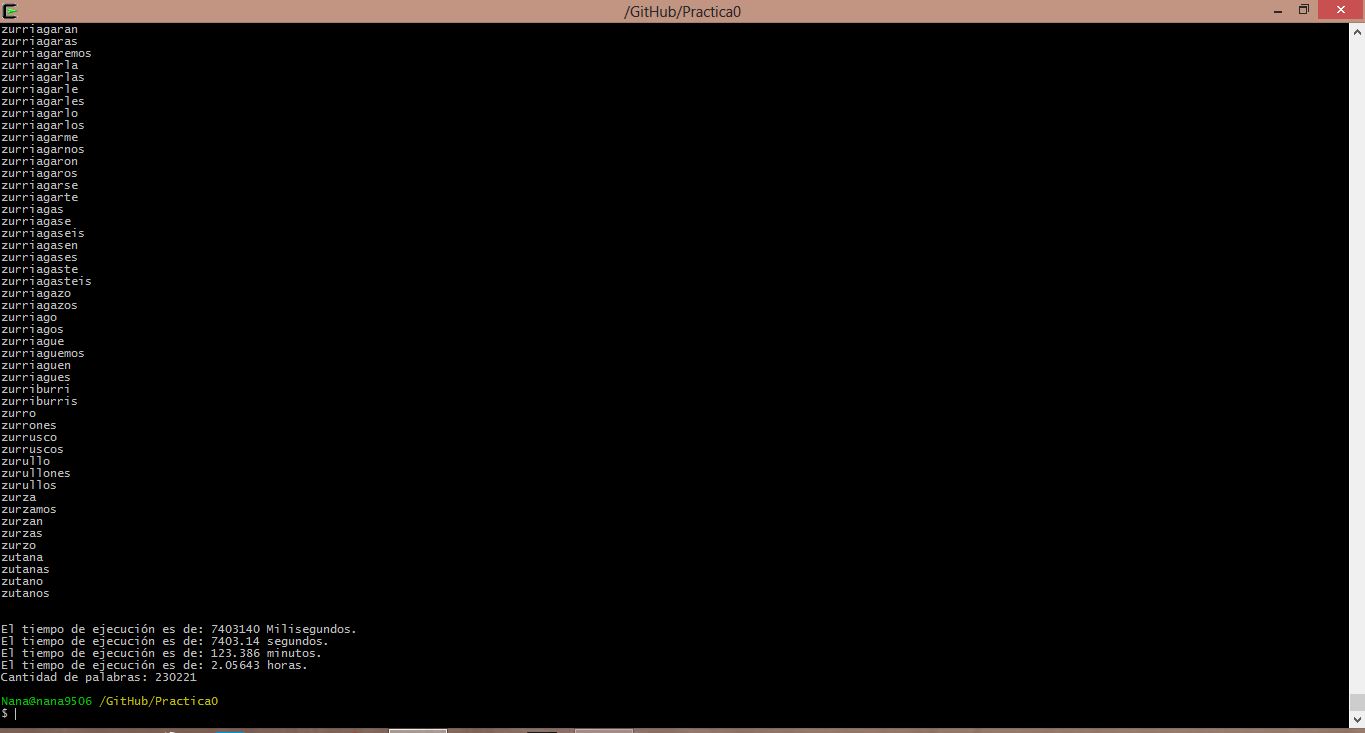 /GitHub/Practica0
zurriagaran
zurriagaras
zurriagaremos
zurriagarla
zurriagarlas
zurriagarle
zurriagarles
zurriagarlo
zurriagarlos
zurriagarme
zurriagarnos
zurriagaron
zurriagaros
zurriagarse
zurriagarte
zurriagas
zurriagase
zurriagaseis
zurriagasen
zurriagases
zurriagaste
zurriagasteis
zurriagazo
zurriagazos
zurriago
zurriagos
zurriague
zurriaguemos
zurriaguen
zurriagues
zurriburri
zurriburris
zurro
zurrones
zurrusco
zurruscos
zurullo
zurullones
zurullos
zurza
zurzamos
zurzan
zurzas
zurzo
zutana
zutanas
zutano
zutanos
El tiempo de ejecución es de: 7403140 Milisegundos.
El tiempo de ejecución es de: 7403.14 segundos.
El tiempo de ejecución es de: 123.386 minutos.
El tiempo de ejecución es de: 2.05643 horas.
Cantidad de palabras: 230221
Nana@nana9506 /GitHub/Practica0
$